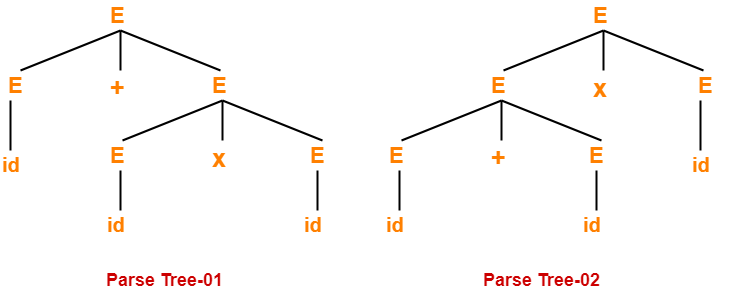 E E
E + E E x E
id E x E E + E id
id id id id
Parse Tree-01 Parse Tree-02